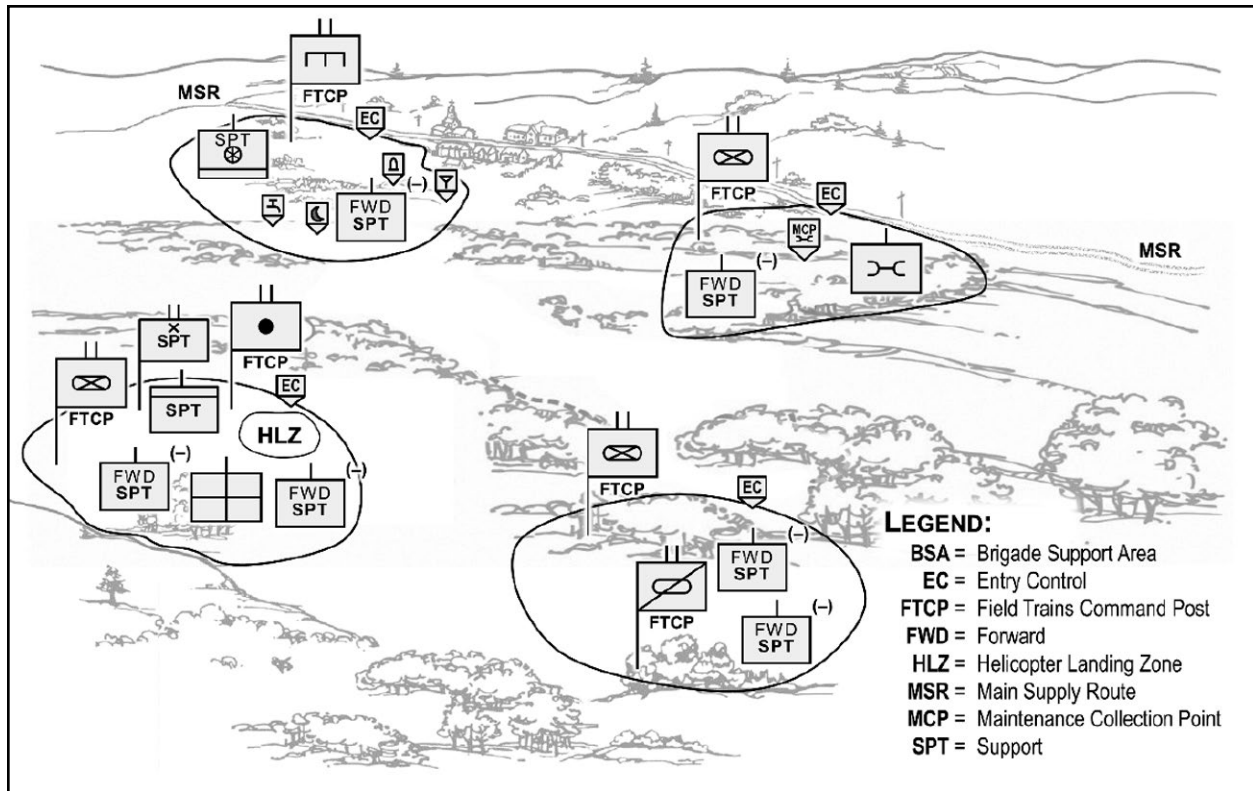 MSR
FTCP
EC
SPT
(–)
FWD
SPT
FTCP
EC
MCP
(–)
FWD
SPT
MSR
SPT
FTCP
FTCP
EC
SPT
HLZ
(–)
FWD
SPT
(–)
FWD
SPT
FTCP
EC
(–)
FWD
SPT
FTCP
(–)
FWD
SPT
LEGEND:
BSA = Brigade Support Area
EC = Entry Control
FTCP = Field Trains Command Post
FWD = Forward
HLZ = Helicopter Landing Zone
MSR = Main Supply Route
MCP = Maintenance Collection Point
SPT = Support